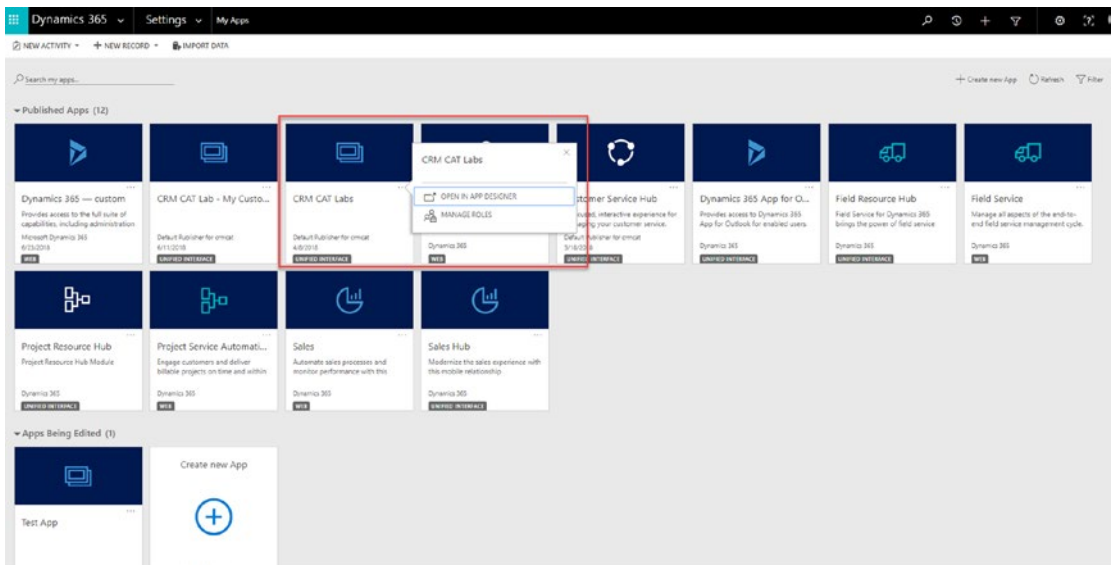 Dynamics 365 Settings My Apps
NEW ACTIVITY NEW RECORD IMPORT DATA
Search my apps...
Create new App Refresh Filter
Published Apps (12)
Dynamics 365 — custom
Provides access to the full suite of
capabilities, including administration
Microsoft Dynamics 365
6/23/2018
WEB
CRM CAT Lab - My Custo...
Default Publisher for crmcat
6/11/2018
UNIFIED INTERFACE
CRM CAT Labs
Default Publisher for crmcat
4/8/2018
UNIFIED INTERFACE
CRM CAT Labs
OPEN IN APP DESIGNER
MANAGE ROLES
Dynamics 365
WEB
stomer Service Hub
interactive experience for
your customer service.
Default Publisher for crmcat
3/16/20
UNIFIED INTERFACE
Dynamics 365 App for O...
Provides access to Dynamics 365
App for Outlook for enabled users
Dynamics 365
UNIFIED INTERFACE
Field Resource Hub
Field Service for Dynamics 365
brings the power of field service
Dynamics 365
UNIFIED INTERFACE
Field Service
Manage all aspects of the end-to-
end field service management cycle.
Dynamics 365
WEB
Project Resource Hub
Project Resource Hub Module
Dynamics 365
UNIFIED INTERFACE
Project Service Automati...
Engage customers and deliver
billable projects on time and within
Dynamics 365
WEB
Sales
Automate sales processes and
monitor performance with this
Dynamics 365
WEB
Sales Hub
Modernize the sales experience with
this mobile relationship
Dynamics 365
UNIFIED INTERFACE
Apps Being Edited (1)
Test App
Create new App